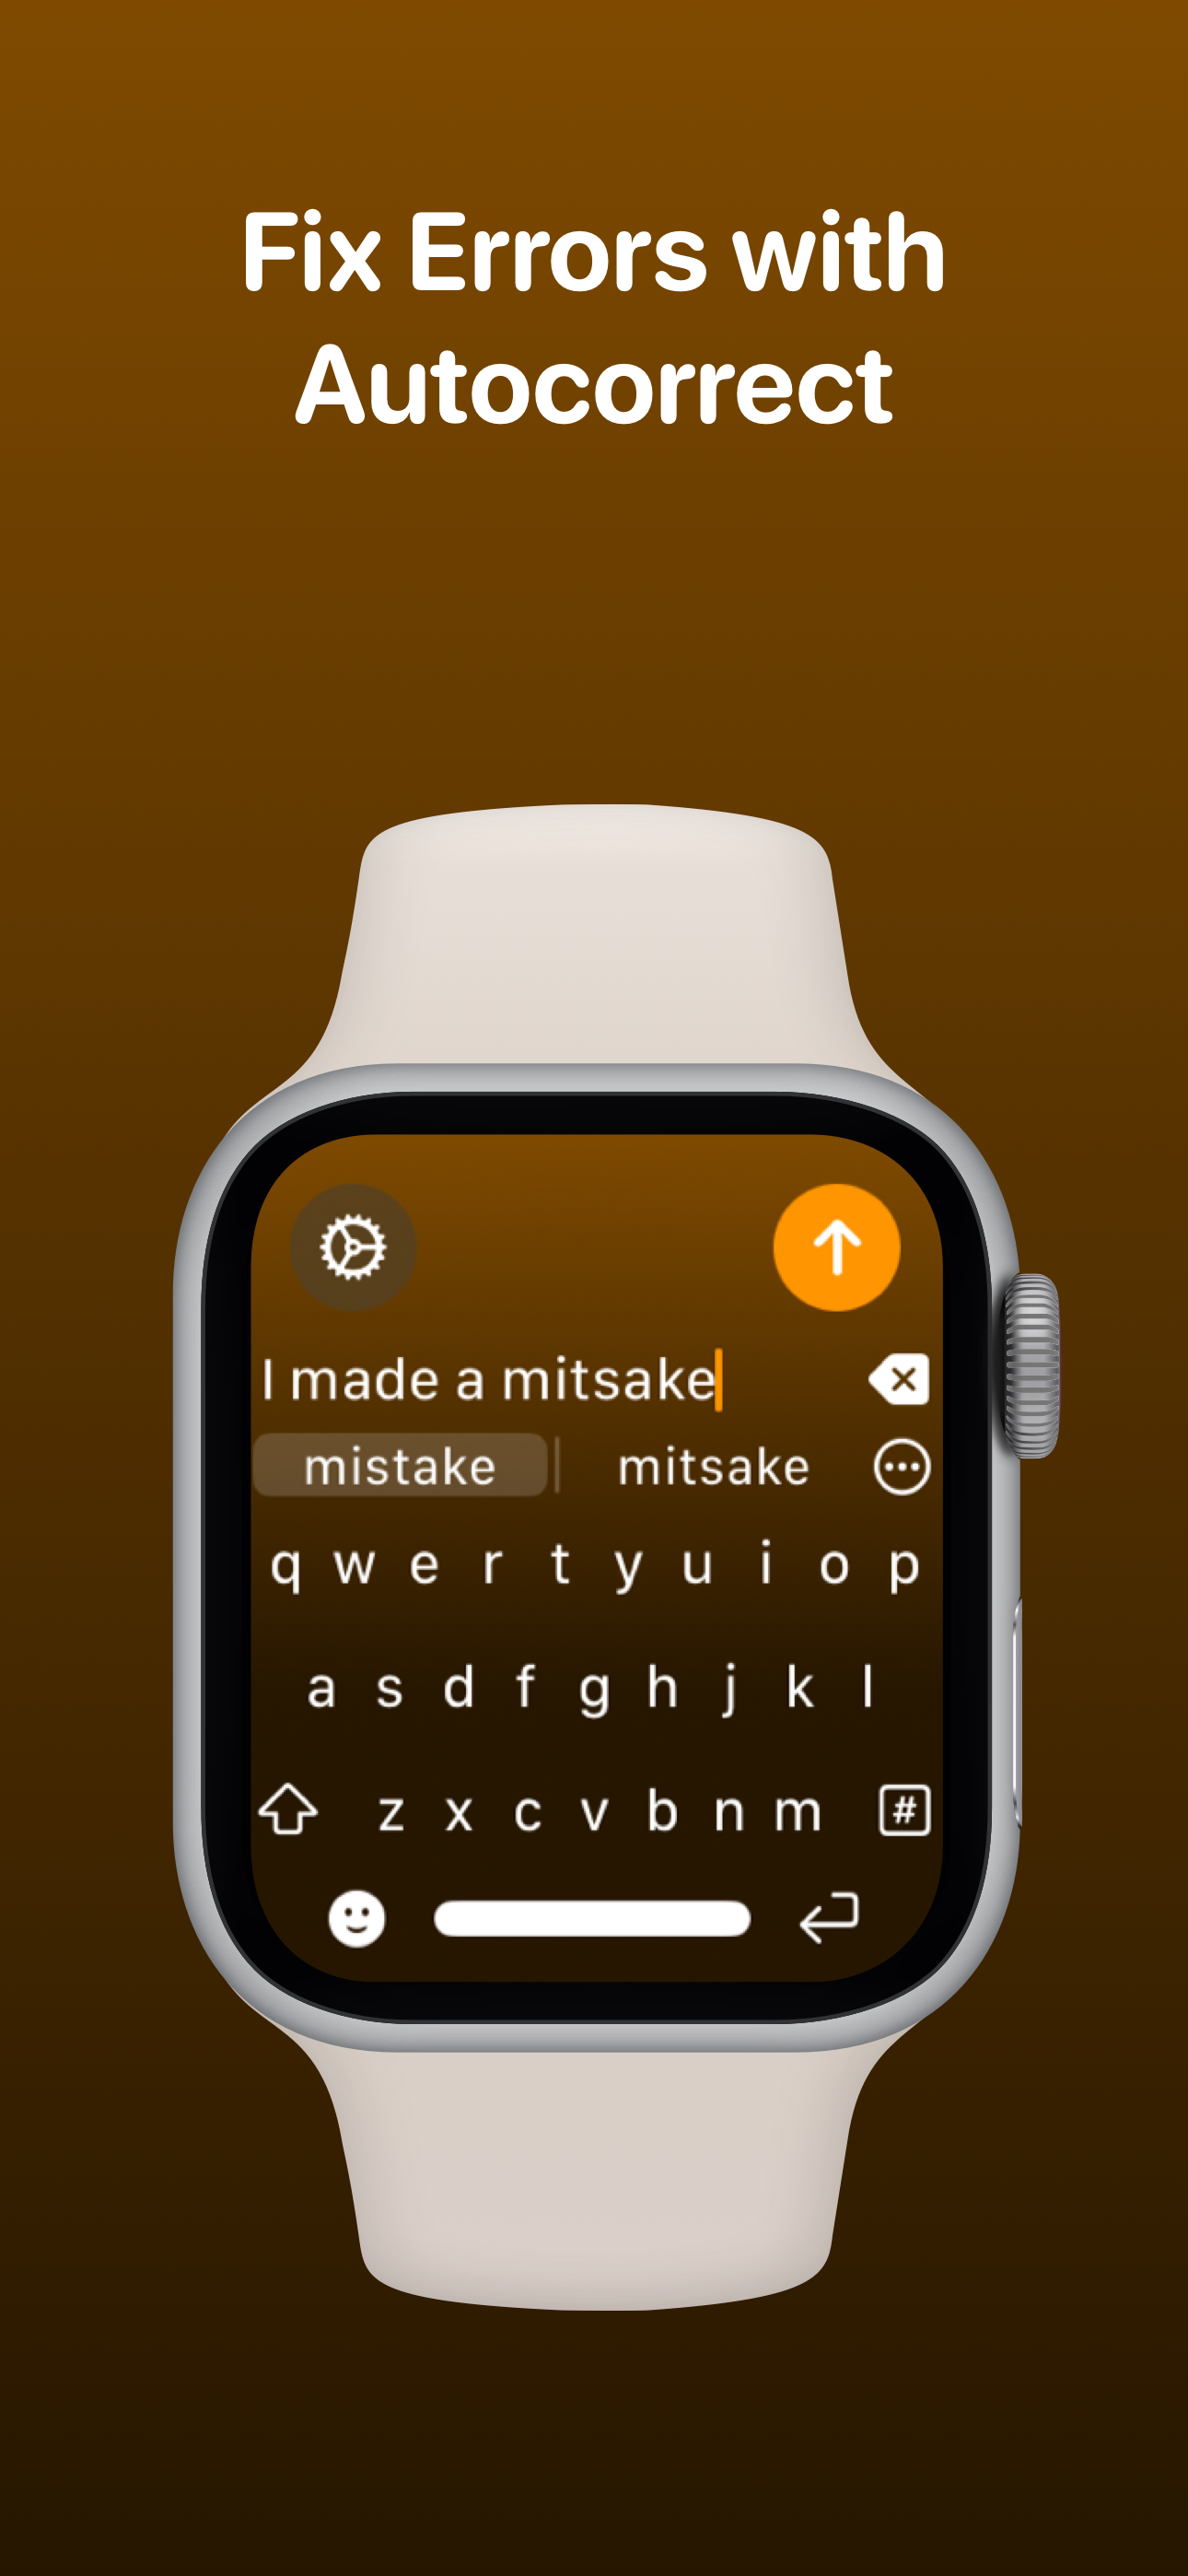 Fix Errors with
Autocorrect
I made a mitsake
mistake mitsake
q w e r t y u i o p
a s d f g h j k l
z x c v b n m #